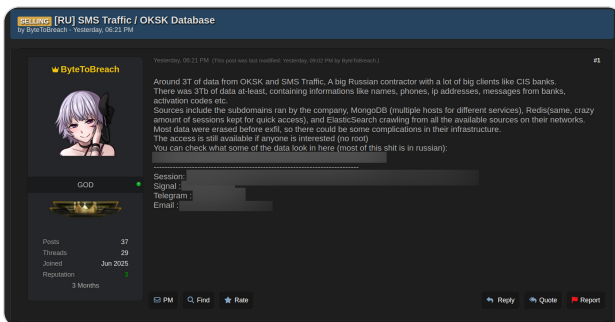 SELLING [RU] SMS Traffic / OKSK Database
by ByteToBreach - Yesterday, 06:21 PM
ByteToBreach
GOD
Posts 37
Threads 29
Joined Jun 2025
Reputation 3
3 Months
Yesterday, 06:21 PM (This post was last modified: Yesterday, 09:02 PM by ByteToBreach.)
#1
Around 3T of data from OKSK and SMS Traffic, A big Russian contractor with a lot of big clients like CIS banks.
There was 3Tb of data at-least, containing informations like names, phones, ip addresses, messages from banks,
activation codes etc.
Sources include the subdomains ran by the company, MongoDB (multiple hosts for different services), Redis(same, crazy
amount of sessions kept for quick access), and ElasticSearch crawling from all the available sources on their networks.
Most data were erased before exfil, so there could be some complications in their infrastructure.
The access is still available if anyone is interested (no root)
You can check what some of the data look in here (most of this shit is in russian):
--------------------------------------------------------------------
Session:
Signal :
Telegram :
Email :
PM Find Rate
Reply Quote Report